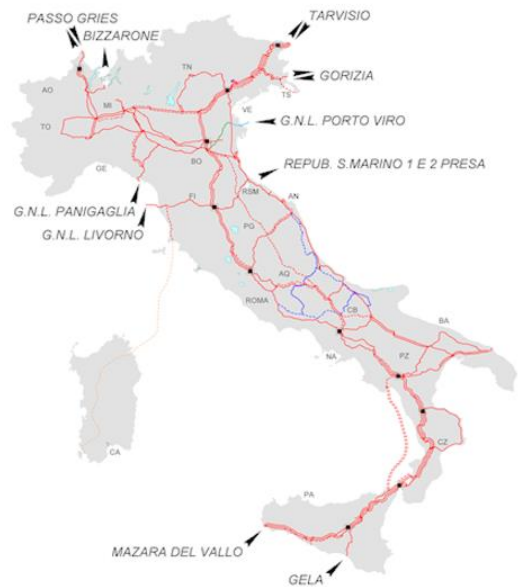 PASSO GRIES
BIZZARONE
TARVISIO
GORIZIA
TN
AO
MI
TS
TO
VE
G.N.L. PORTO VIRO
BO
GE
REPUB. S.MARINO 1 E 2 PRESA
RSM
FI
AN
G.N.L. PANIGAGLIA
G.N.L. LIVORNO
PG
AQ
ROMA
CB
BA
NA
PZ
CZ
CA
PA
MAZARA DEL VALLO
GELA